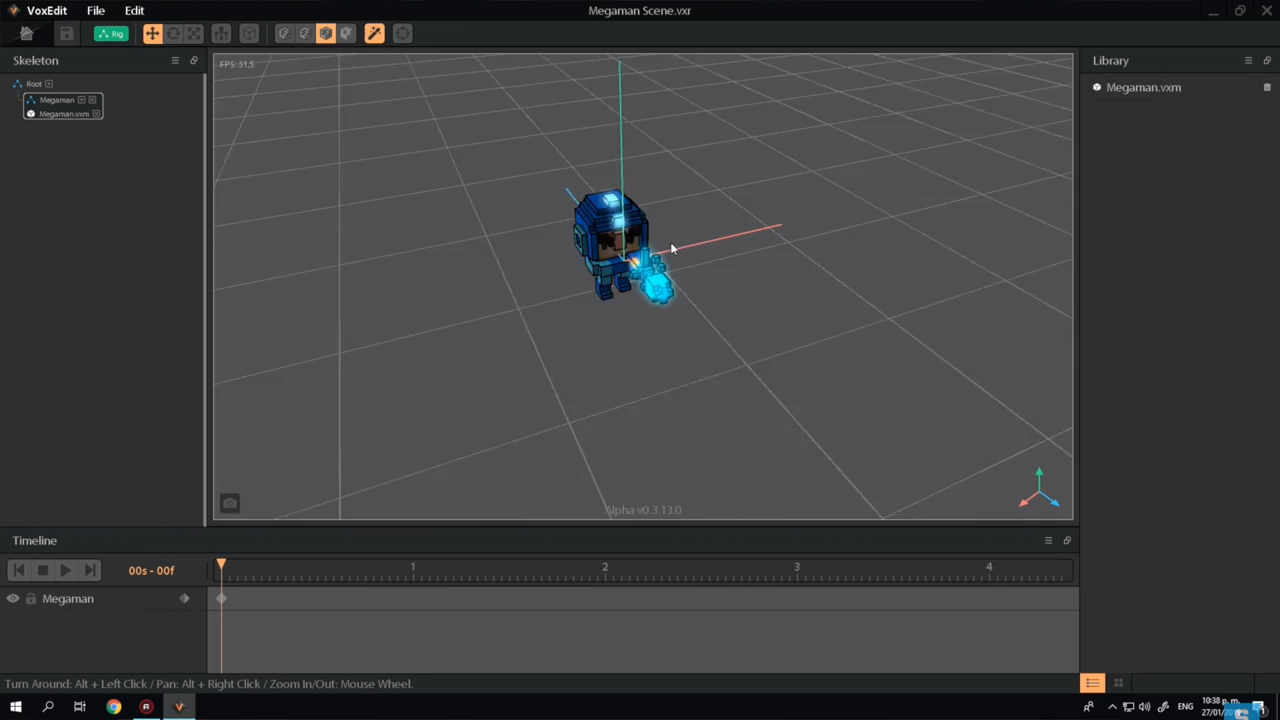 VoxEdit File Edit Megaman Scene.vxr
Rig
Skeleton
Root
Megaman
Megaman.vxm
FPS: 51,5
Alpha v0.3.13.0
Library
Megaman.vxm
Timeline
00s - 00f
1 2 3 4
Megaman
Turn Around: Alt + Left Click / Pan: Alt + Right Click / Zoom In/Out: Mouse Wheel.
ENG
10:38 p. m.